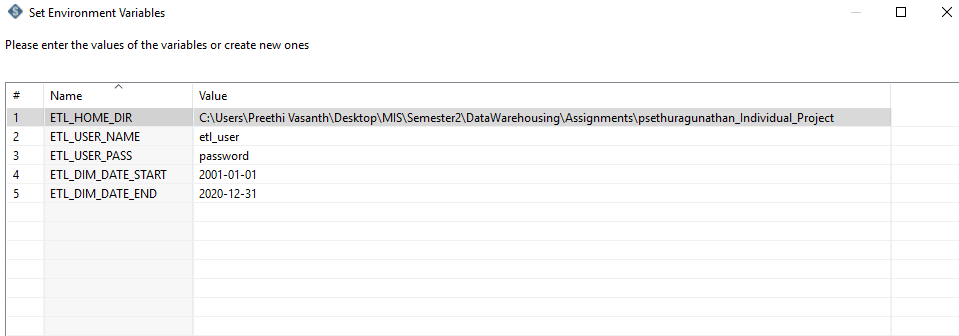 Set Environment Variables
Please enter the values of the variables or create new ones
# Name Value
1 ETL_HOME_DIR C:\Users\Preethi Vasanth\Desktop\MIS\Semester2\DataWarehousing\Assignments\psethuragunathan_Individual_Project
2 ETL_USER_NAME etl_user
3 ETL_USER_PASS password
4 ETL_DIM_DATE_START 2001-01-01
5 ETL_DIM_DATE_END 2020-12-31